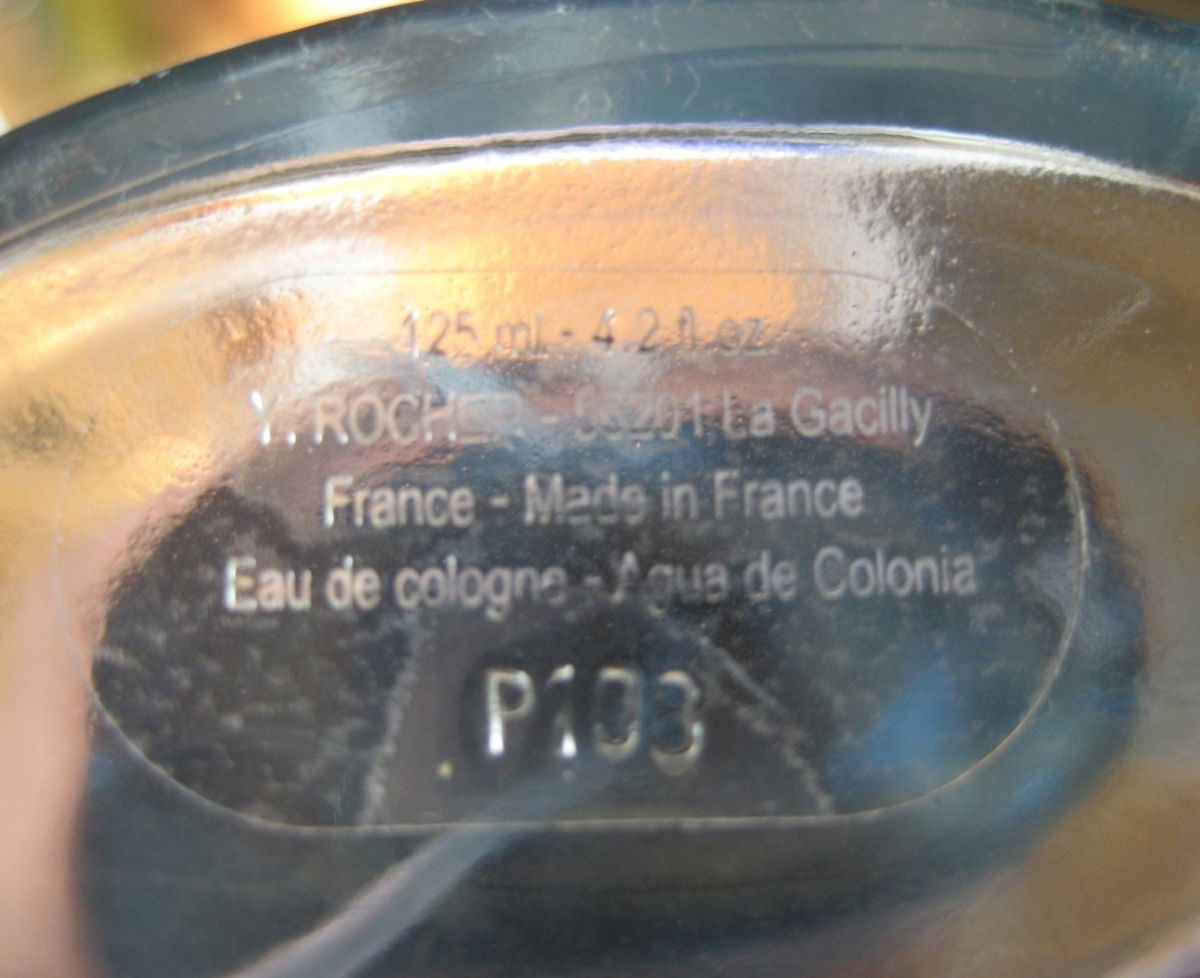 125 ml - 4.2 fl.oz.
Y. ROCHER - 56201 La Gacilly
France - Made in France
Eau de cologne - Agua de Colonia
P103